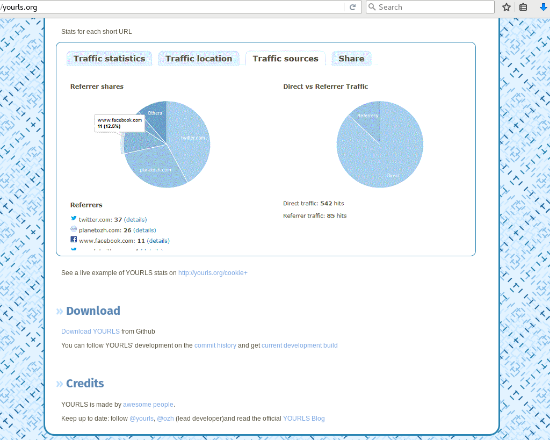 /yourls.org
Search
Stats for each short URL
Traffic statistics
Traffic location
Traffic sources
Share
Referrer shares
Direct vs Referrer Traffic
Others
www.facebook.com
11 (12.6%)
twitter.com
planetozh.com
Referrers
Direct
Referrers
twitter.com: 37 (details)
planetozh.com: 26 (details)
www.facebook.com: 11 (details)
Direct traffic: 542 hits
Referrer traffic: 85 hits
See a live example of YOURLS stats on http://yourls.org/cookie+
» Download
Download YOURLS from Github
You can follow YOURLS' development on the commit history and get current development build
» Credits
YOURLS is made by awesome people.
Keep up to date: follow @yourls, @ozh (lead developer)and read the official YOURLS Blog